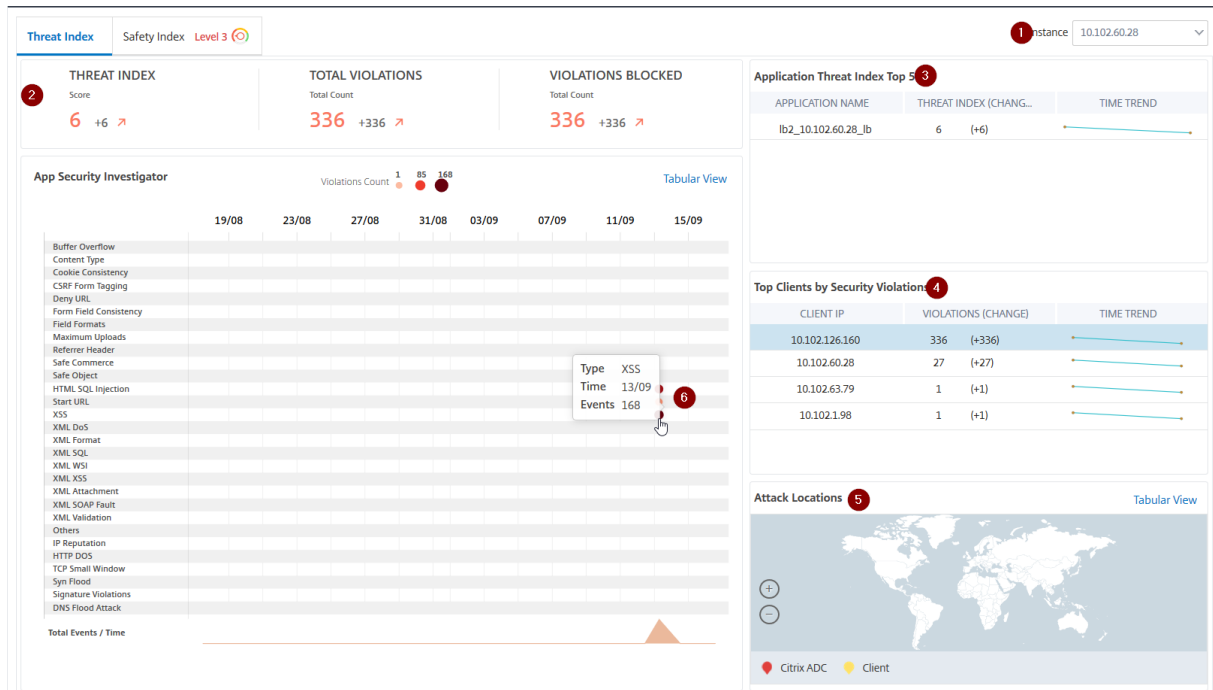 Threat Index
Safety Index Level 3
1 nstance 10.102.60.28
2
THREAT INDEX
Score
6 +6
TOTAL VIOLATIONS
Total Count
336 +336
VIOLATIONS BLOCKED
Total Count
336 +336
App Security Investigator
Violations Count 1 85 168
Tabular View
19/08 23/08 27/08 31/08 03/09 07/09 11/09 15/09
Buffer Overflow
Content Type
Cookie Consistency
CSRF Form Tagging
Deny URL
Form Field Consistency
Field Formats
Maximum Uploads
Referrer Header
Safe Commerce
Safe Object
HTML SQL Injection
Start URL
XSS
XML DoS
XML Format
XML SQL
XML WSI
XML XSS
XML Attachment
XML SOAP Fault
XML Validation
Others
IP Reputation
HTTP DOS
TCP Small Window
Syn Flood
Signature Violations
DNS Flood Attack
Total Events / Time
Type XSS
Time 13/09
Events 168
6
Application Threat Index Top 5 3
APPLICATION NAME THREAT INDEX (CHANG... TIME TREND
lb2_10.102.60.28_lb 6 (+6)
Top Clients by Security Violation 4
CLIENT IP VIOLATIONS (CHANGE) TIME TREND
10.102.126.160 336 (+336)
10.102.60.28 27 (+27)
10.102.63.79 1 (+1)
10.102.1.98 1 (+1)
Attack Locations 5
Tabular View
+
−
Citrix ADC Client